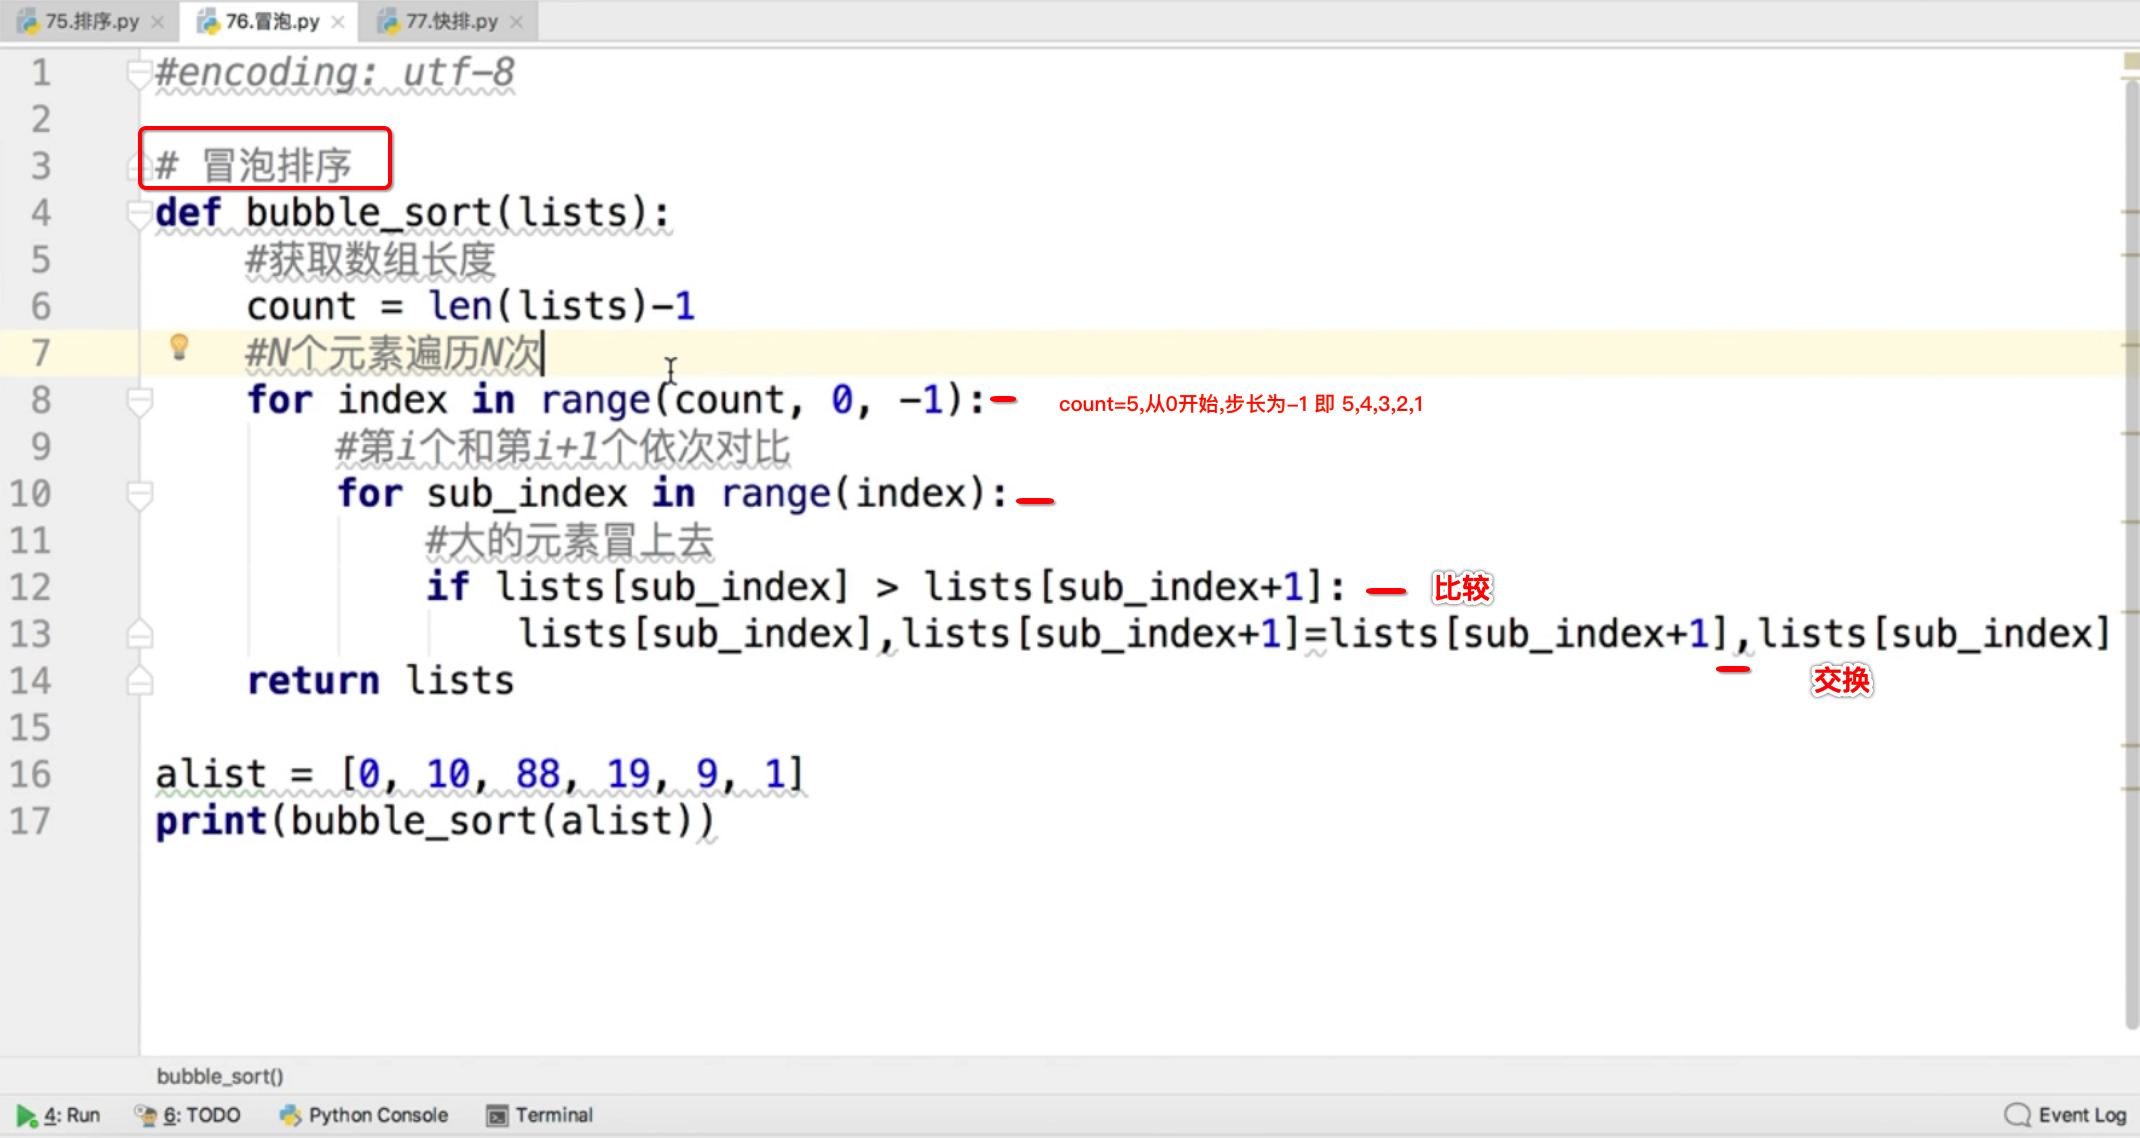 75.排序.py
76.冒泡.py
77.快排.py
1 #encoding: utf-8
2
3 # 冒泡排序
4 def bubble_sort(lists):
5 #获取数组长度
6 count = len(lists)-1
7 #N个元素遍历N次
8 for index in range(count, 0, -1): count=5,从0开始,步长为-1 即 5,4,3,2,1
9 #第i个和第i+1个依次对比
10 for sub_index in range(index):
11 #大的元素冒上去
12 if lists[sub_index] > lists[sub_index+1]: 比较
13 lists[sub_index],lists[sub_index+1]=lists[sub_index+1],lists[sub_index]
14 return lists 交换
15
16 alist = [0, 10, 88, 19, 9, 1]
17 print(bubble_sort(alist))
bubble_sort()
4: Run 6: TODO Python Console Terminal Event Log